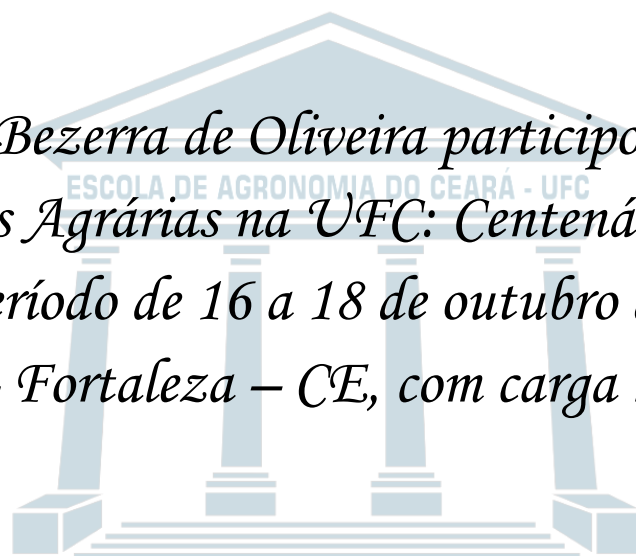 Bezerra de Oliveira participo
ESCOLA DE AGRONOMIA DO CEARÁ - UFC
s Agrárias na UFC: Centená
ríodo de 16 a 18 de outubro
Fortaleza – CE, com carga